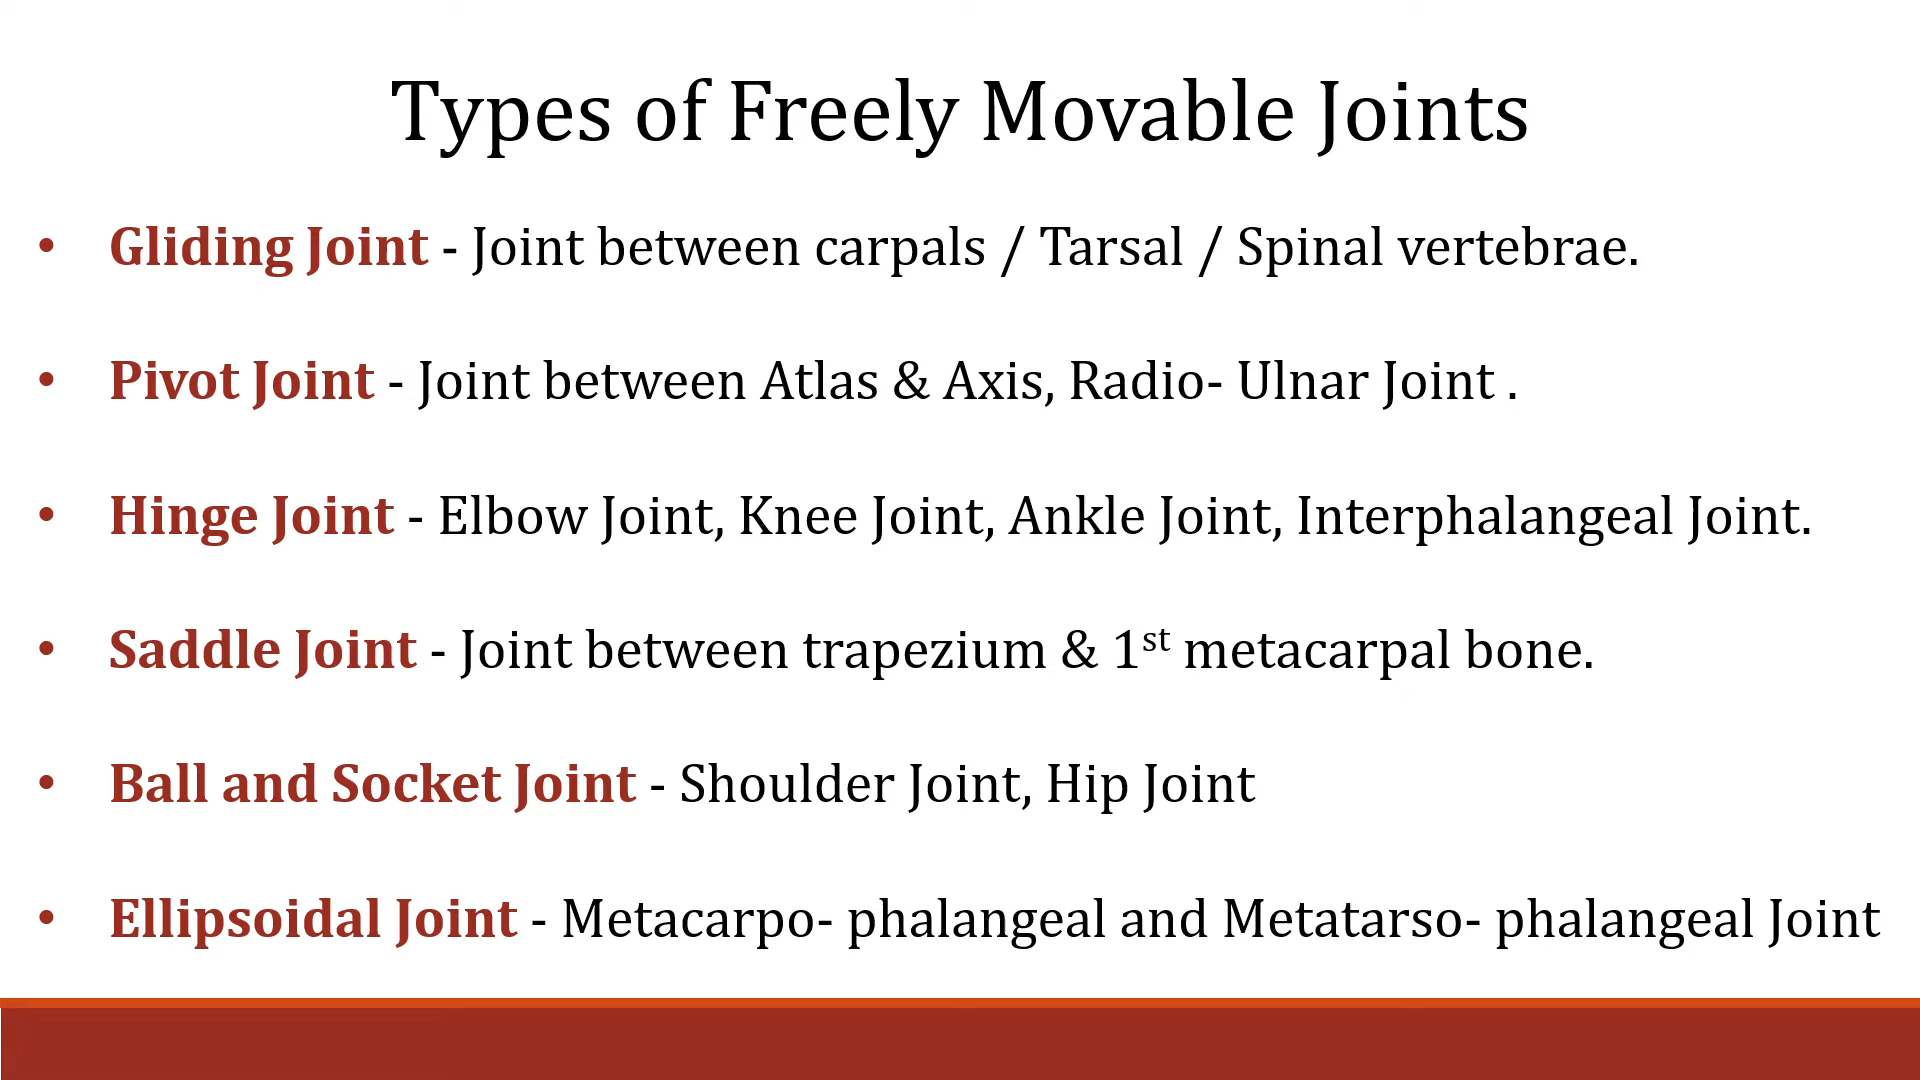 Types of Freely Movable Joints
• Gliding Joint - Joint between carpals / Tarsal / Spinal vertebrae.
• Pivot Joint - Joint between Atlas & Axis, Radio- Ulnar Joint .
• Hinge Joint - Elbow Joint, Knee Joint, Ankle Joint, Interphalangeal Joint.
• Saddle Joint - Joint between trapezium & 1st metacarpal bone.
• Ball and Socket Joint - Shoulder Joint, Hip Joint
• Ellipsoidal Joint - Metacarpo- phalangeal and Metatarso- phalangeal Joint